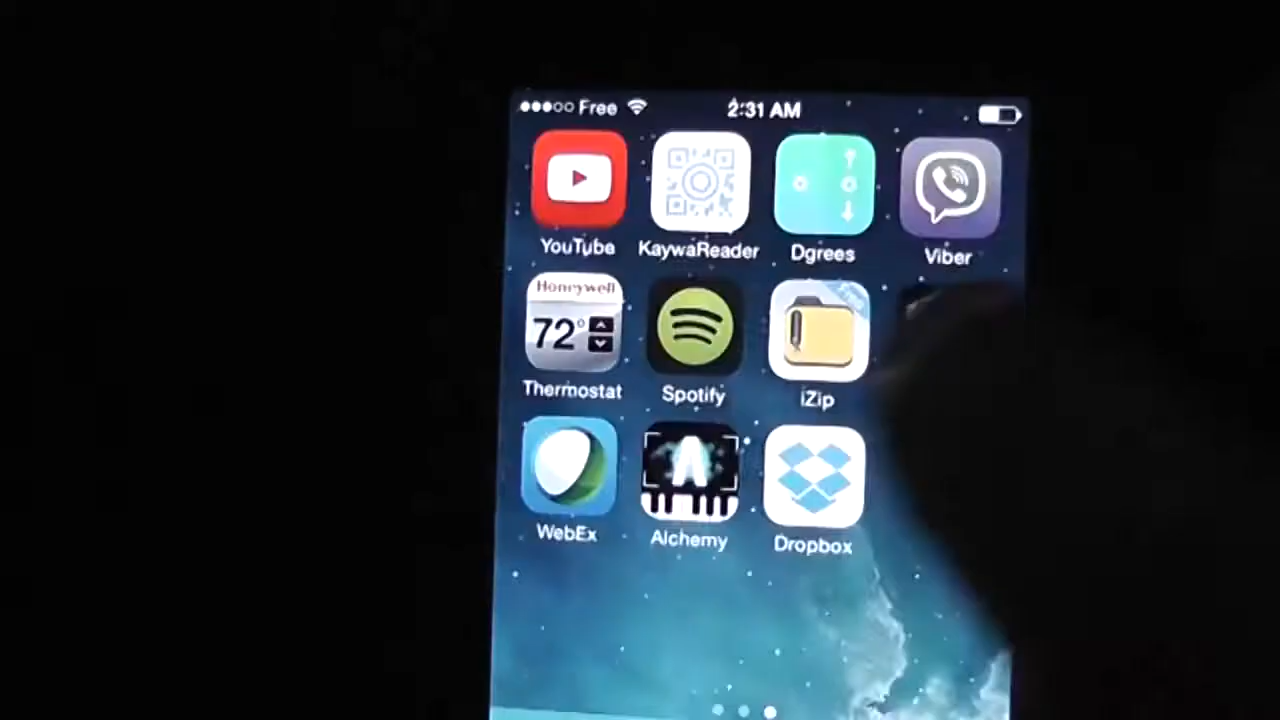 Free 2:31 AM
YouTube KaywaReader Dgrees Viber
Honeywell
72°
Thermostat Spotify iZip
WebEx Alchemy Dropbox